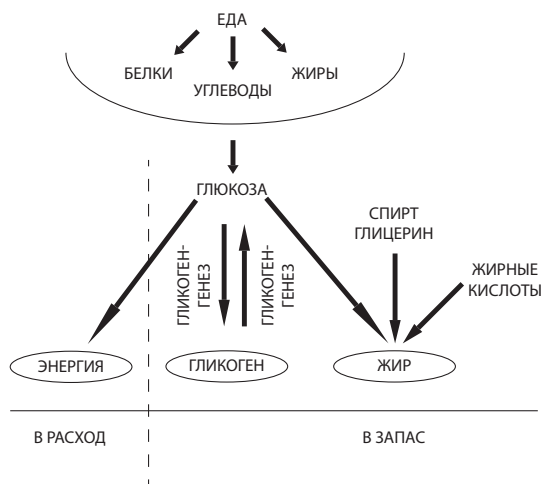 ЕДА
БЕЛКИ
УГЛЕВОДЫ
ЖИРЫ
ГЛЮКОЗА
СПИРТ
ГЛИЦЕРИН
ГЛИКОГЕН-
ГЕНЕЗ
ГЛИКОГЕН-
ГЕНЕЗ
ЖИРНЫЕ
КИСЛОТЫ
ЭНЕРГИЯ
ГЛИКОГЕН
ЖИР
В РАСХОД
В ЗАПАС